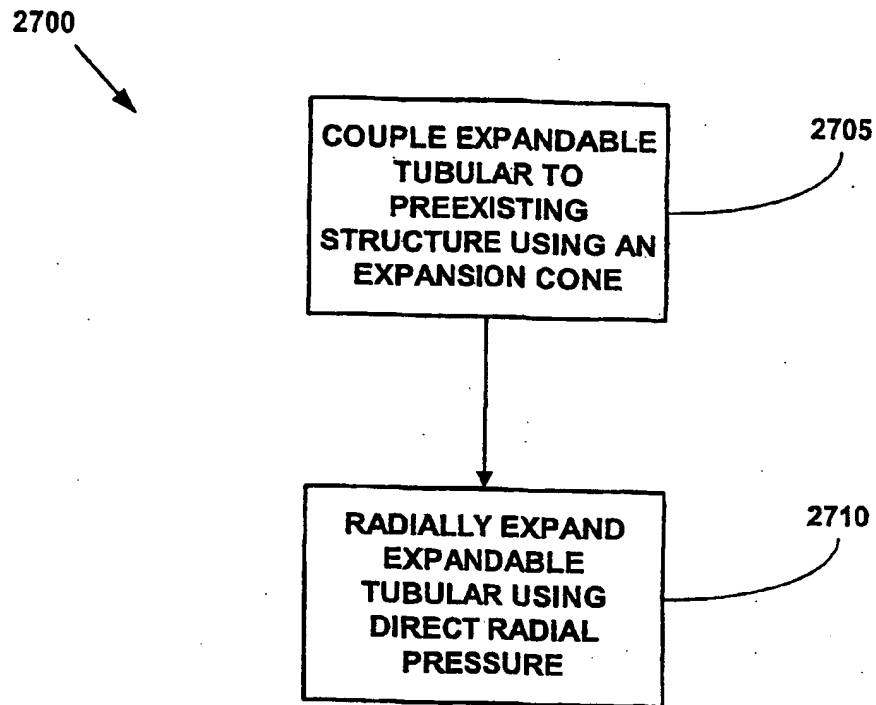 2700
COUPLE EXPANDABLE
TUBULAR TO
PREEXISTING
STRUCTURE USING AN
EXPANSION CONE
2705
RADIALLY EXPAND
EXPANDABLE
TUBULAR USING
DIRECT RADIAL
PRESSURE
2710